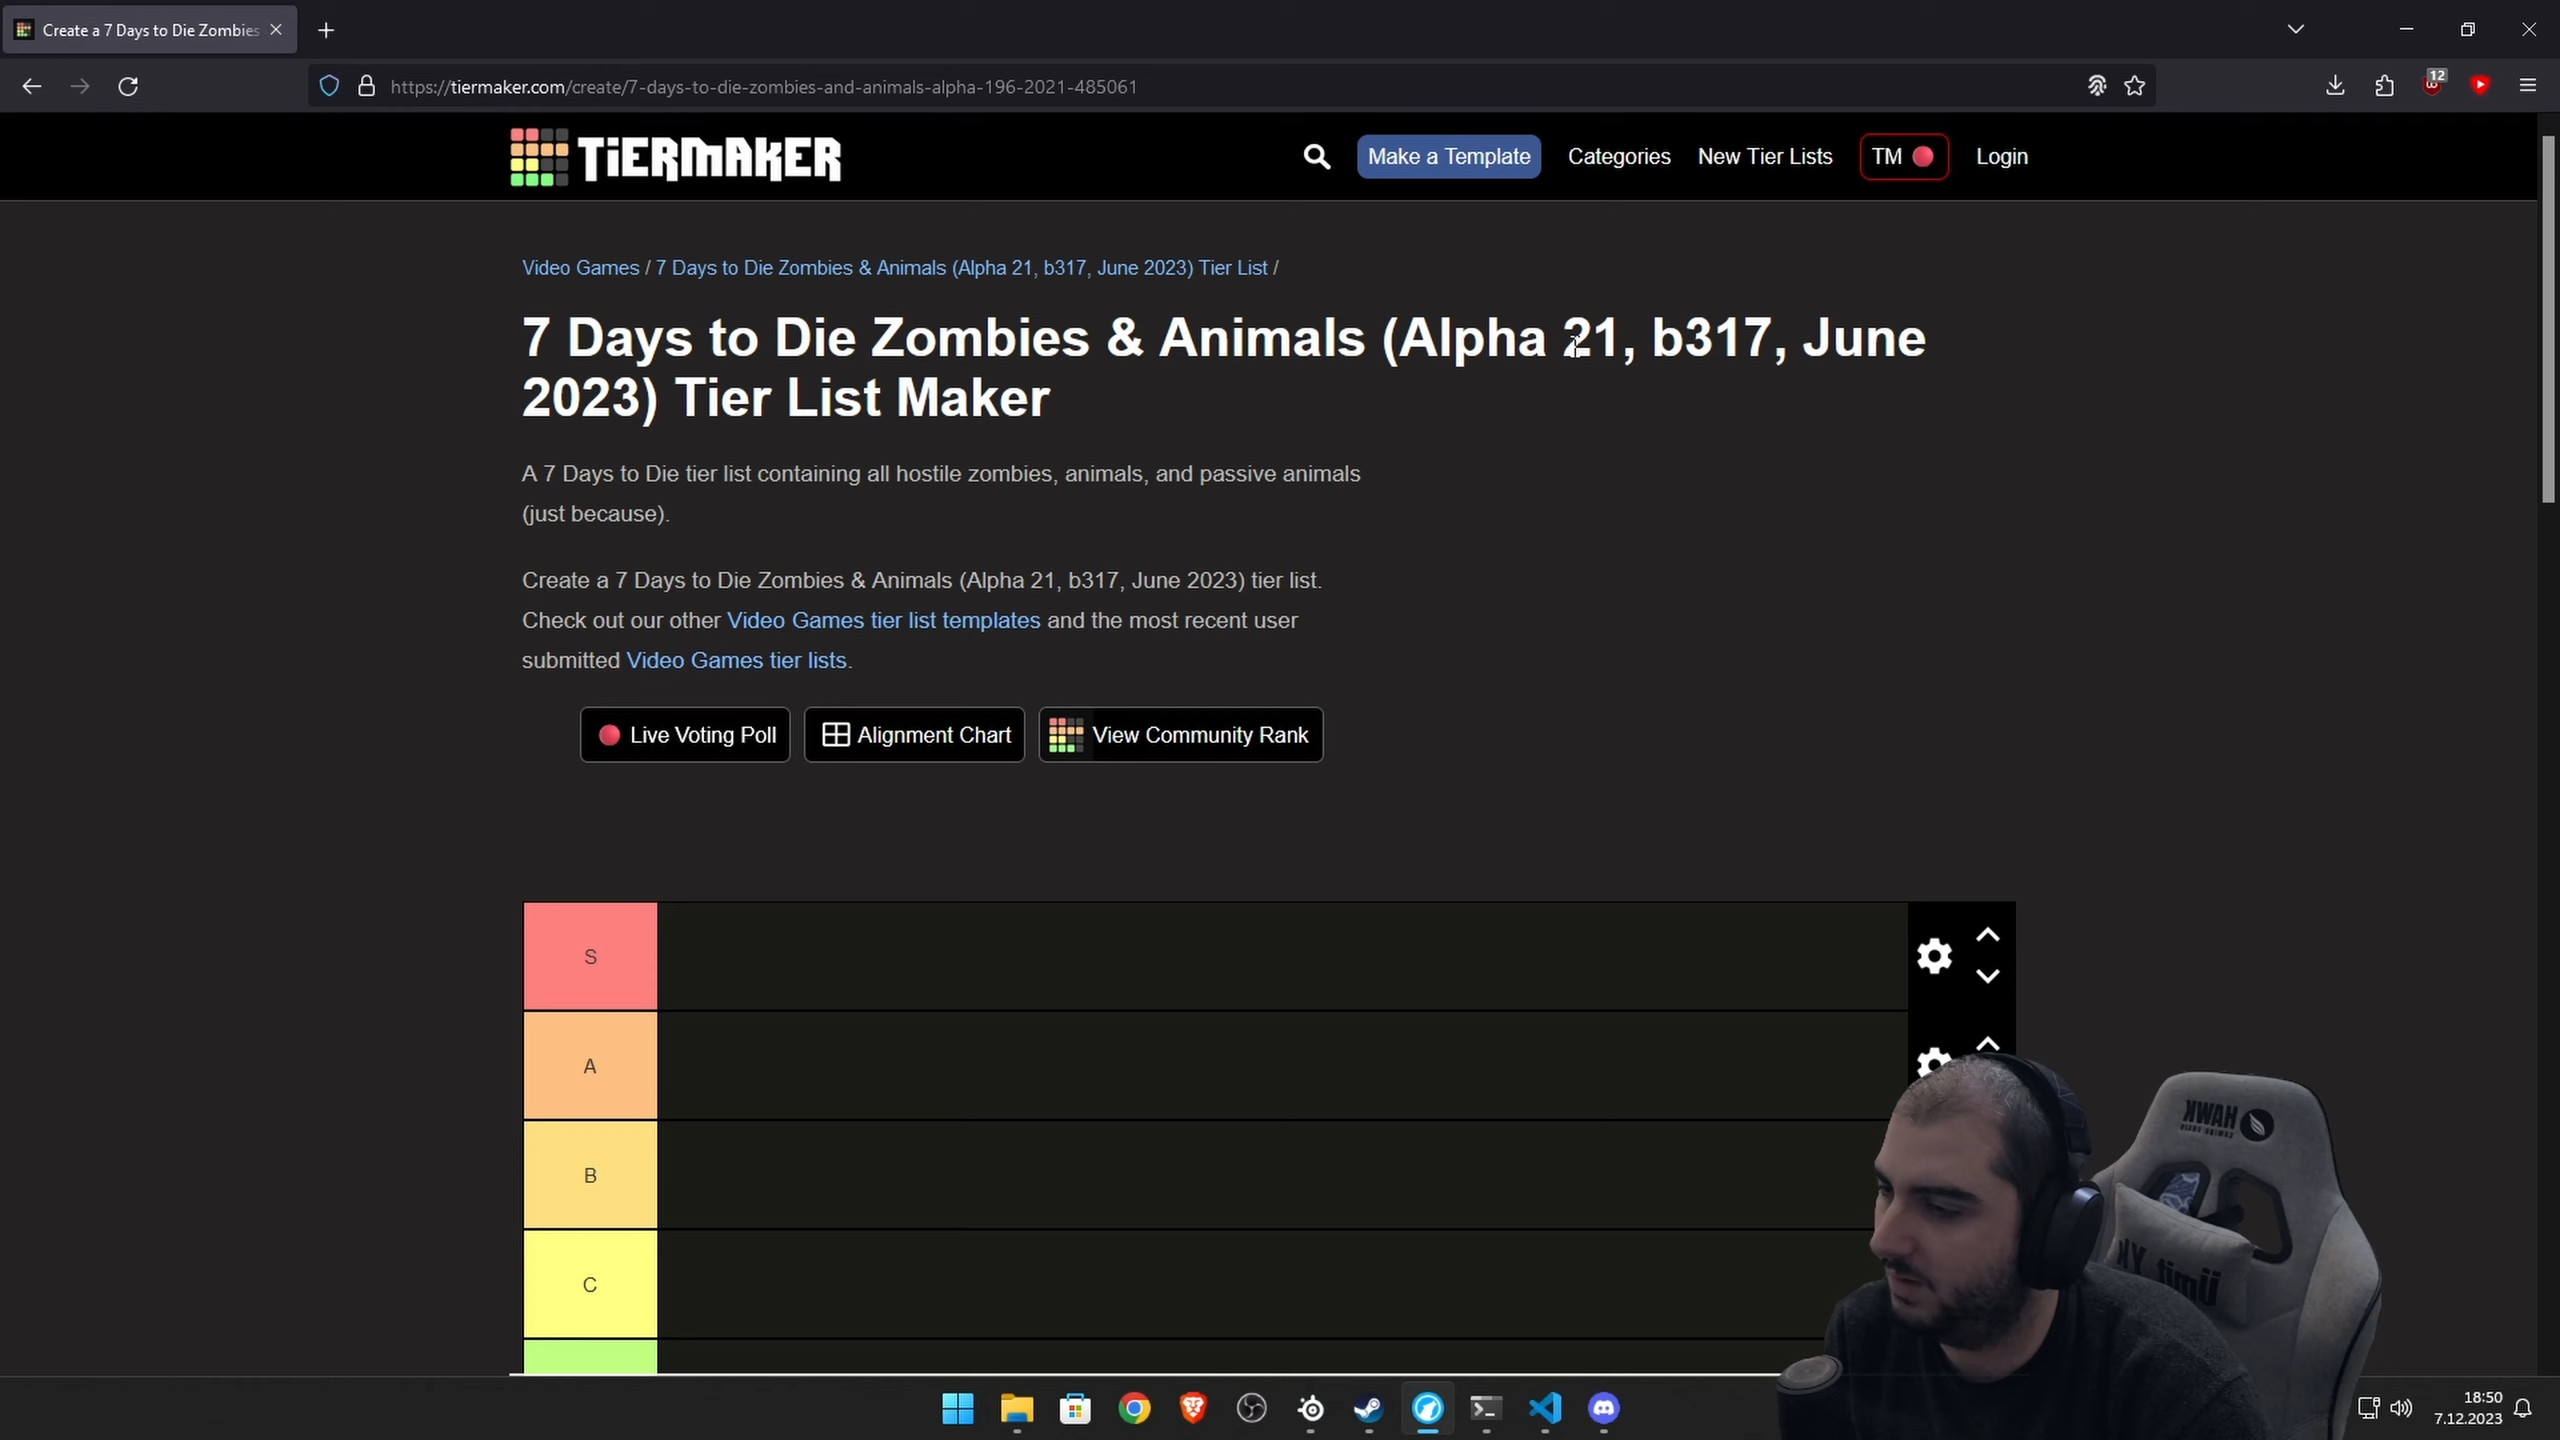 Create a 7 Days to Die Zombies
https://tiermaker.com/create/7-days-to-die-zombies-and-animals-alpha-196-2021-485061
12
TiERMAKER
Make a Template
Categories
New Tier Lists
TM
Login
Video Games / 7 Days to Die Zombies & Animals (Alpha 21, b317, June 2023) Tier List /
7 Days to Die Zombies & Animals (Alpha 21, b317, June
2023) Tier List Maker
A 7 Days to Die tier list containing all hostile zombies, animals, and passive animals
(just because).
Create a 7 Days to Die Zombies & Animals (Alpha 21, b317, June 2023) tier list.
Check out our other Video Games tier list templates and the most recent user
submitted Video Games tier lists.
Live Voting Poll
Alignment Chart
View Community Rank
S
A
B
C
HAWK
ümit YK
18:50
7.12.2023